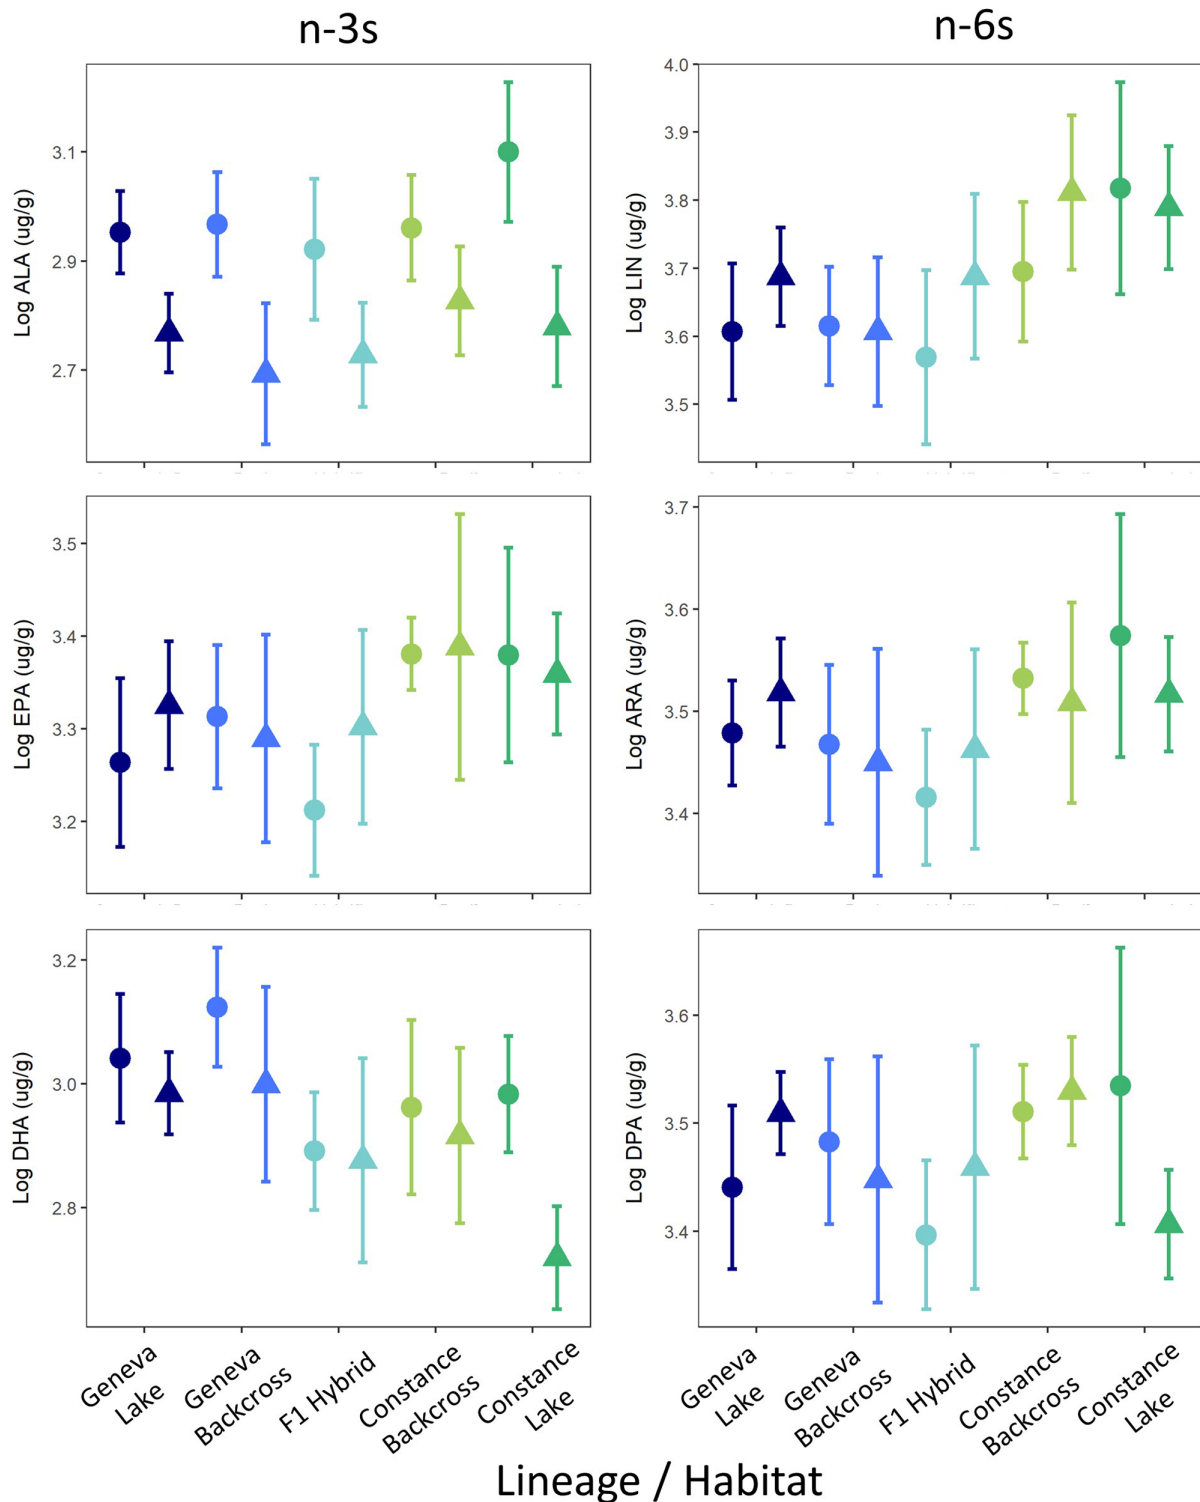 n-3s
n-6s
Log ALA (ug/g)
3.1
2.9
2.7
Log LIN (ug/g)
4.0
3.9
3.8
3.7
3.6
3.5
Log EPA (ug/g)
3.5
3.4
3.3
3.2
Log ARA (ug/g)
3.7
3.6
3.5
3.4
Log DHA (ug/g)
3.2
3.0
2.8
Log DPA (ug/g)
3.6
3.5
3.4
Geneva
Lake
Geneva
Backcross
F1 Hybrid
Constance
Backcross
Constance
Lake
Geneva
Lake
Geneva
Backcross
F1 Hybrid
Constance
Backcross
Constance
Lake
Lineage / Habitat